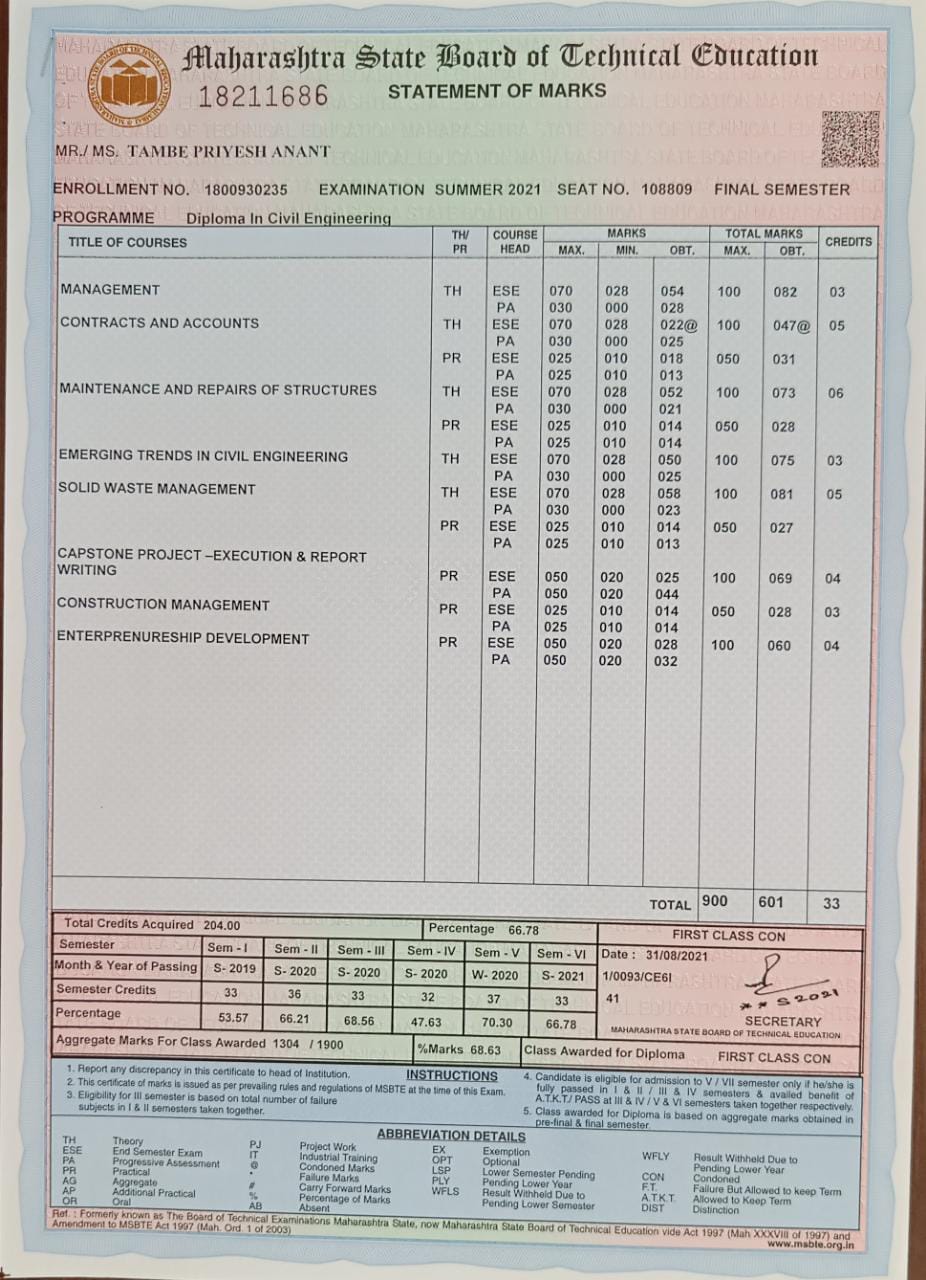 Maharashtra State Board of Technical Education
18211686 STATEMENT OF MARKS
MR./ MS. TAMBE PRIYESH ANANT
ENROLLMENT NO. 1800930235 EXAMINATION SUMMER 2021 SEAT NO. 108809 FINAL SEMESTER
PROGRAMME Diploma In Civil Engineering
TITLE OF COURSES TH/ PR COURSE HEAD MARKS TOTAL MARKS CREDITS
MAX. MIN. OBT. MAX. OBT.
MANAGEMENT TH ESE 070 028 054 100 082 03
PA 030 000 028
CONTRACTS AND ACCOUNTS TH ESE 070 028 022@ 100 047@ 05
PA 030 000 025
PR ESE 025 010 018 050 031
PA 025 010 013
MAINTENANCE AND REPAIRS OF STRUCTURES TH ESE 070 028 052 100 073 06
PA 030 000 021
PR ESE 025 010 014 050 028
PA 025 010 014
EMERGING TRENDS IN CIVIL ENGINEERING TH ESE 070 028 050 100 075 03
PA 030 000 025
SOLID WASTE MANAGEMENT TH ESE 070 028 058 100 081 05
PA 030 000 023
PR ESE 025 010 014 050 027
PA 025 010 013
CAPSTONE PROJECT –EXECUTION & REPORT
WRITING PR ESE 050 020 025 100 069 04
PA 050 020 044
CONSTRUCTION MANAGEMENT PR ESE 025 010 014 050 028 03
PA 025 010 014
ENTERPRENURESHIP DEVELOPMENT PR ESE 050 020 028 100 060 04
PA 050 020 032
TOTAL 900 601 33
Total Credits Acquired 204.00 Percentage 66.78 FIRST CLASS CON
Semester Sem - I Sem - II Sem - III Sem - IV Sem - V Sem - VI Date : 31/08/2021
Month & Year of Passing S- 2019 S- 2020 S- 2020 S- 2020 W- 2020 S- 2021 1/0093/CE6I
Semester Credits 33 36 33 32 37 33 41
** S2021
Percentage 53.57 66.21 68.56 47.63 70.30 66.78 SECRETARY
MAHARASHTRA STATE BOARD OF TECHNICAL EDUCATION
Aggregate Marks For Class Awarded 1304 / 1900 %Marks 68.63 Class Awarded for Diploma FIRST CLASS CON
INSTRUCTIONS
1. Report any discrepancy in this certificate to head of Institution.
2. This certificate of marks is issued as per prevailing rules and regulations of MSBTE at the time of this Exam.
3. Eligibility for III semester is based on total number of failure
subjects in I & II semesters taken together.
4. Candidate is eligible for admission to V / VII semester only if he/she is
fully passed in I & II / III & IV semesters & availed benefit of
A.T.K.T./ PASS at III & IV / V & VI semesters taken together respectively.
5. Class awarded for Diploma is based on aggregate marks obtained in
pre-final & final semester.
ABBREVIATION DETAILS
TH Theory
ESE End Semester Exam
PA Progressive Assessment
PR Practical
AG Aggregate
AP Additional Practical
OR Oral
PJ Project Work
IT Industrial Training
@ Condoned Marks
* Failure Marks
# Carry Forward Marks
% Percentage of Marks
AB Absent
EX Exemption
OPT Optional
LSP Lower Semester Pending
PLY Pending Lower Year
WFLS Result Withheld Due to
Pending Lower Semester
WFLY Result Withheld Due to
Pending Lower Year
CON Condoned
F.T. Failure But Allowed to keep Term
A.T.K.T. Allowed to Keep Term
DIST Distinction
Ref. : Formerly known as The Board of Technical Examinations Maharashtra State, now Maharashtra State Board of Technical Education vide Act 1997 (Mah XXXVIII of 1997) and
Amendment to MSBTE Act 1997 (Mah. Ord. 1 of 2003)
www.msbte.org.in